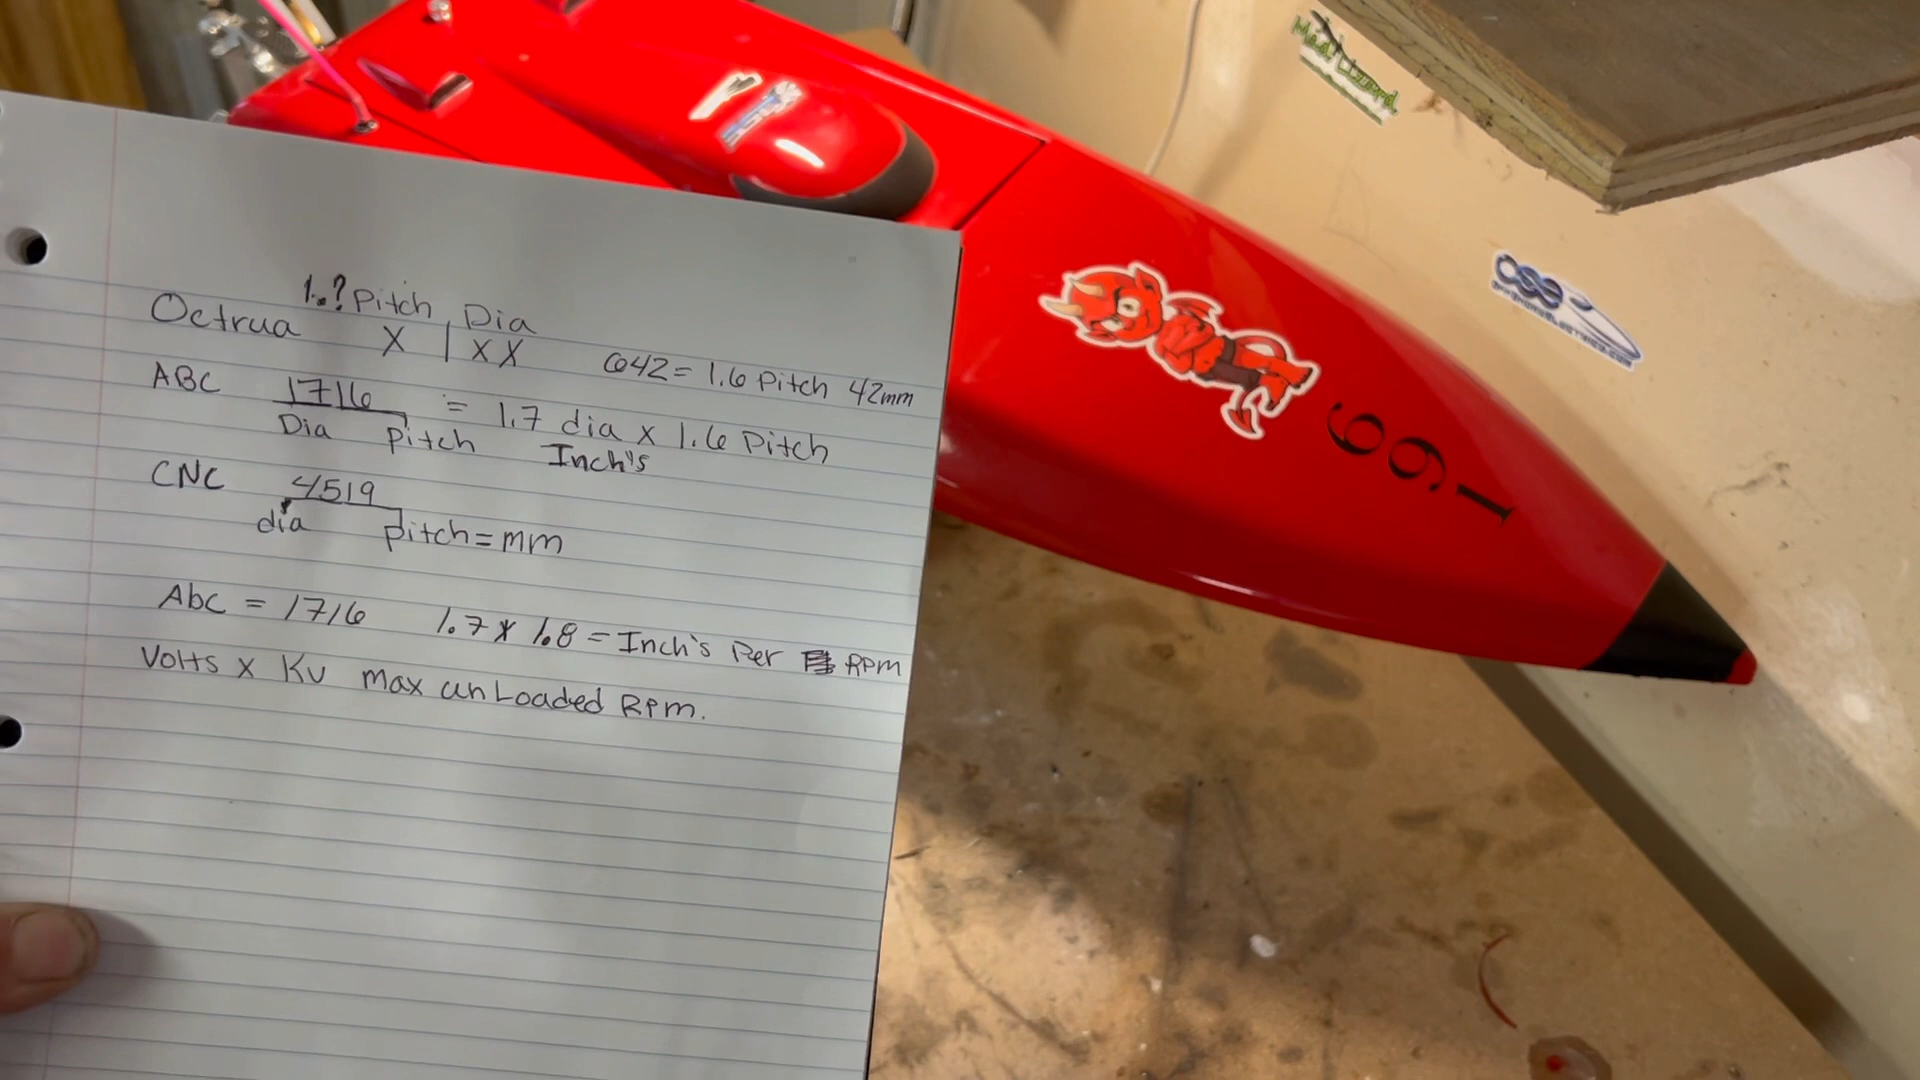 1.? Pitch Dia
Octrua X | XX 642 = 1.6 Pitch 42mm
ABC 1716 = 1.7 dia x 1.6 Pitch
Dia Pitch Inch's
CNC 4519
dia pitch = mm
Abc = 1716 1.7 x 1.8 = Inch's Per RPM
Volts x Kv max unLoaded RPM.
166
OSE